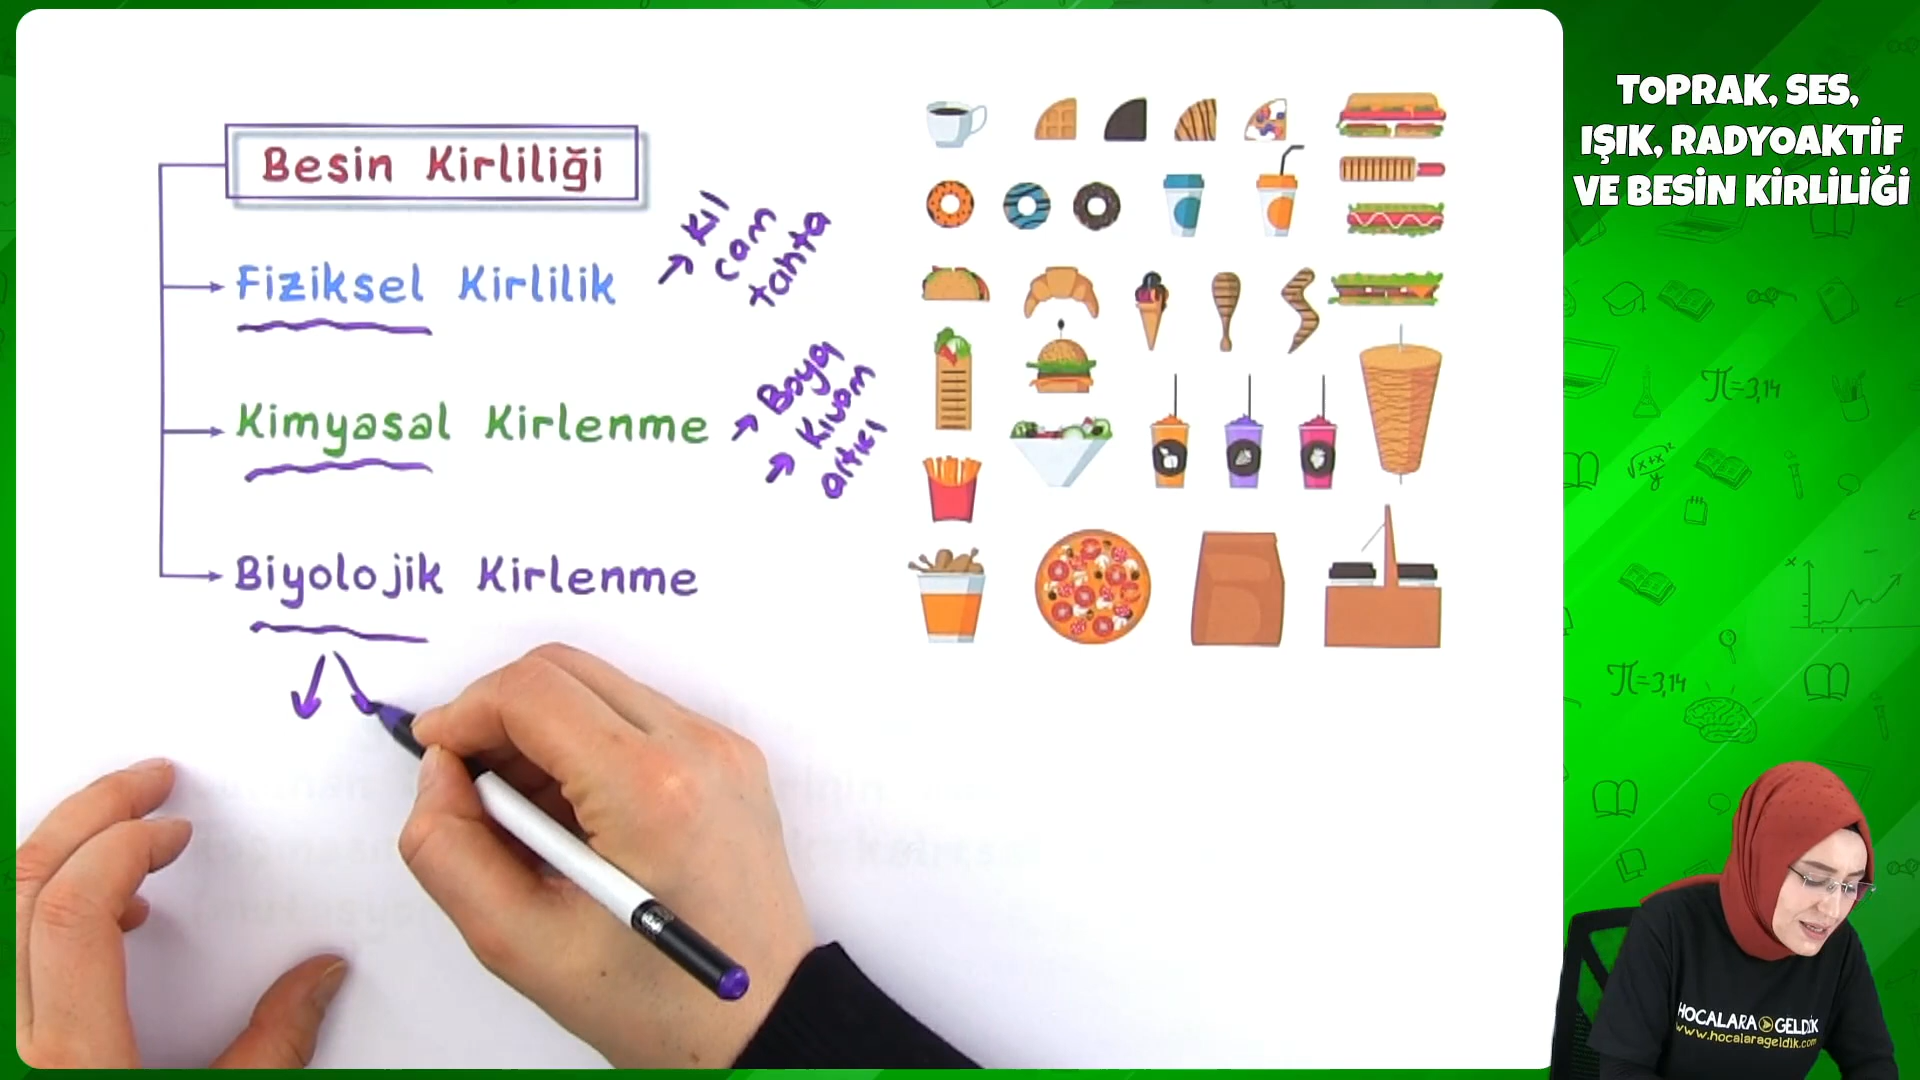 TOPRAK, SES,
IŞIK, RADYOAKTİF
VE BESİN KİRLİLİĞİ
Besin Kirliliği
Fiziksel Kirlilik
→ Kıl
cam
tahta
Kimyasal Kirlenme
→ Boya
→ Kıvam
artıcı
Biyolojik Kirlenme
π=3,14
π=3,14
HOCALARA GELDİK
www.hocalarageldik.com